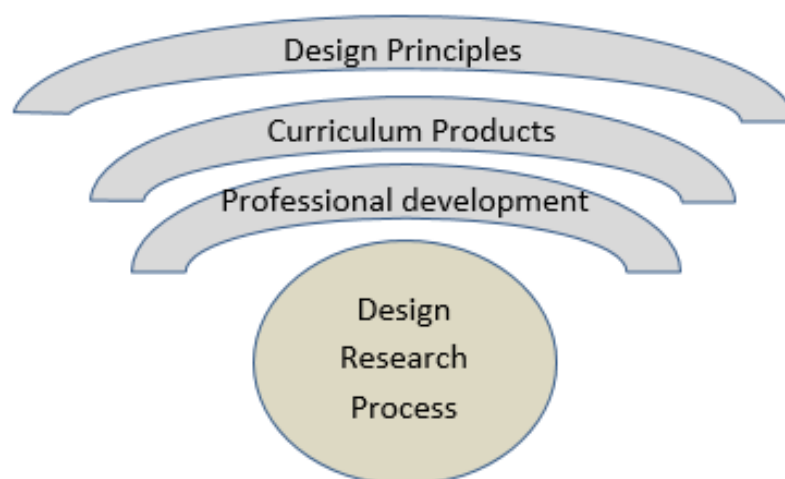 Design Principles
Curriculum Products
Professional development
Design
Research
Process